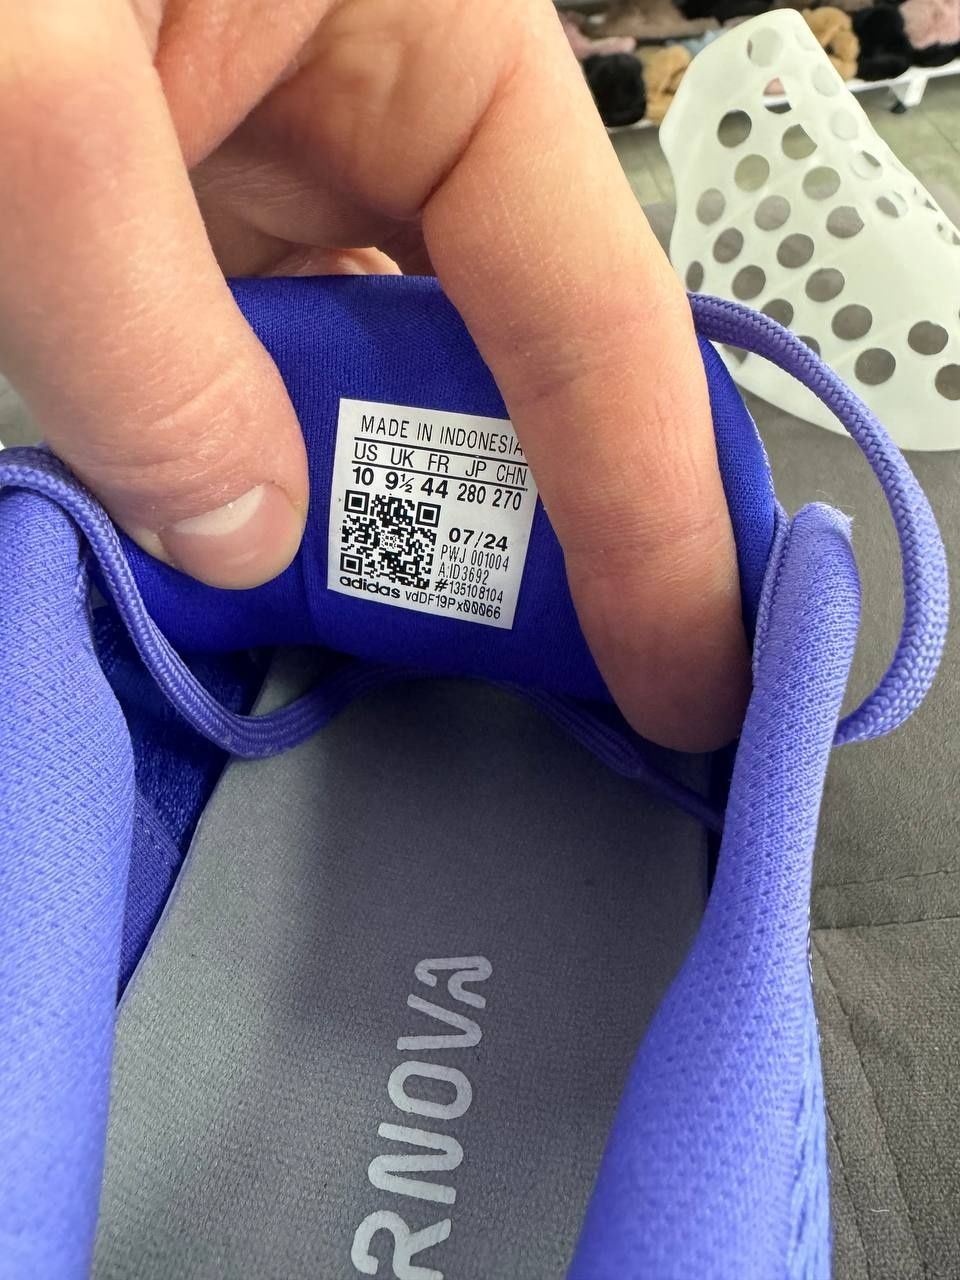 MADE IN INDONESIA
US UK FR JP CHN
10 9½ 44 280 270
07/24
PWJ 001004
A:ID3692
#135108104
adidas vdDF19Px00066
RNOVA